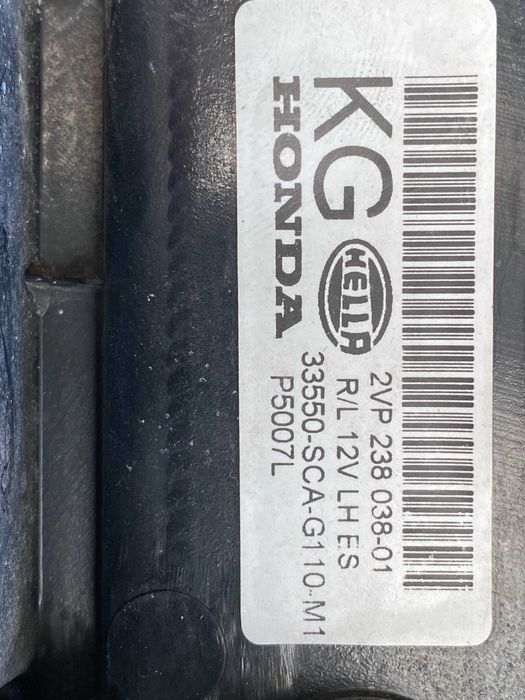 KG
HONDA
HELLA
2VP 238 038-01
R/L 12V LH E S
33550-SCA-G110-M1
P5007L